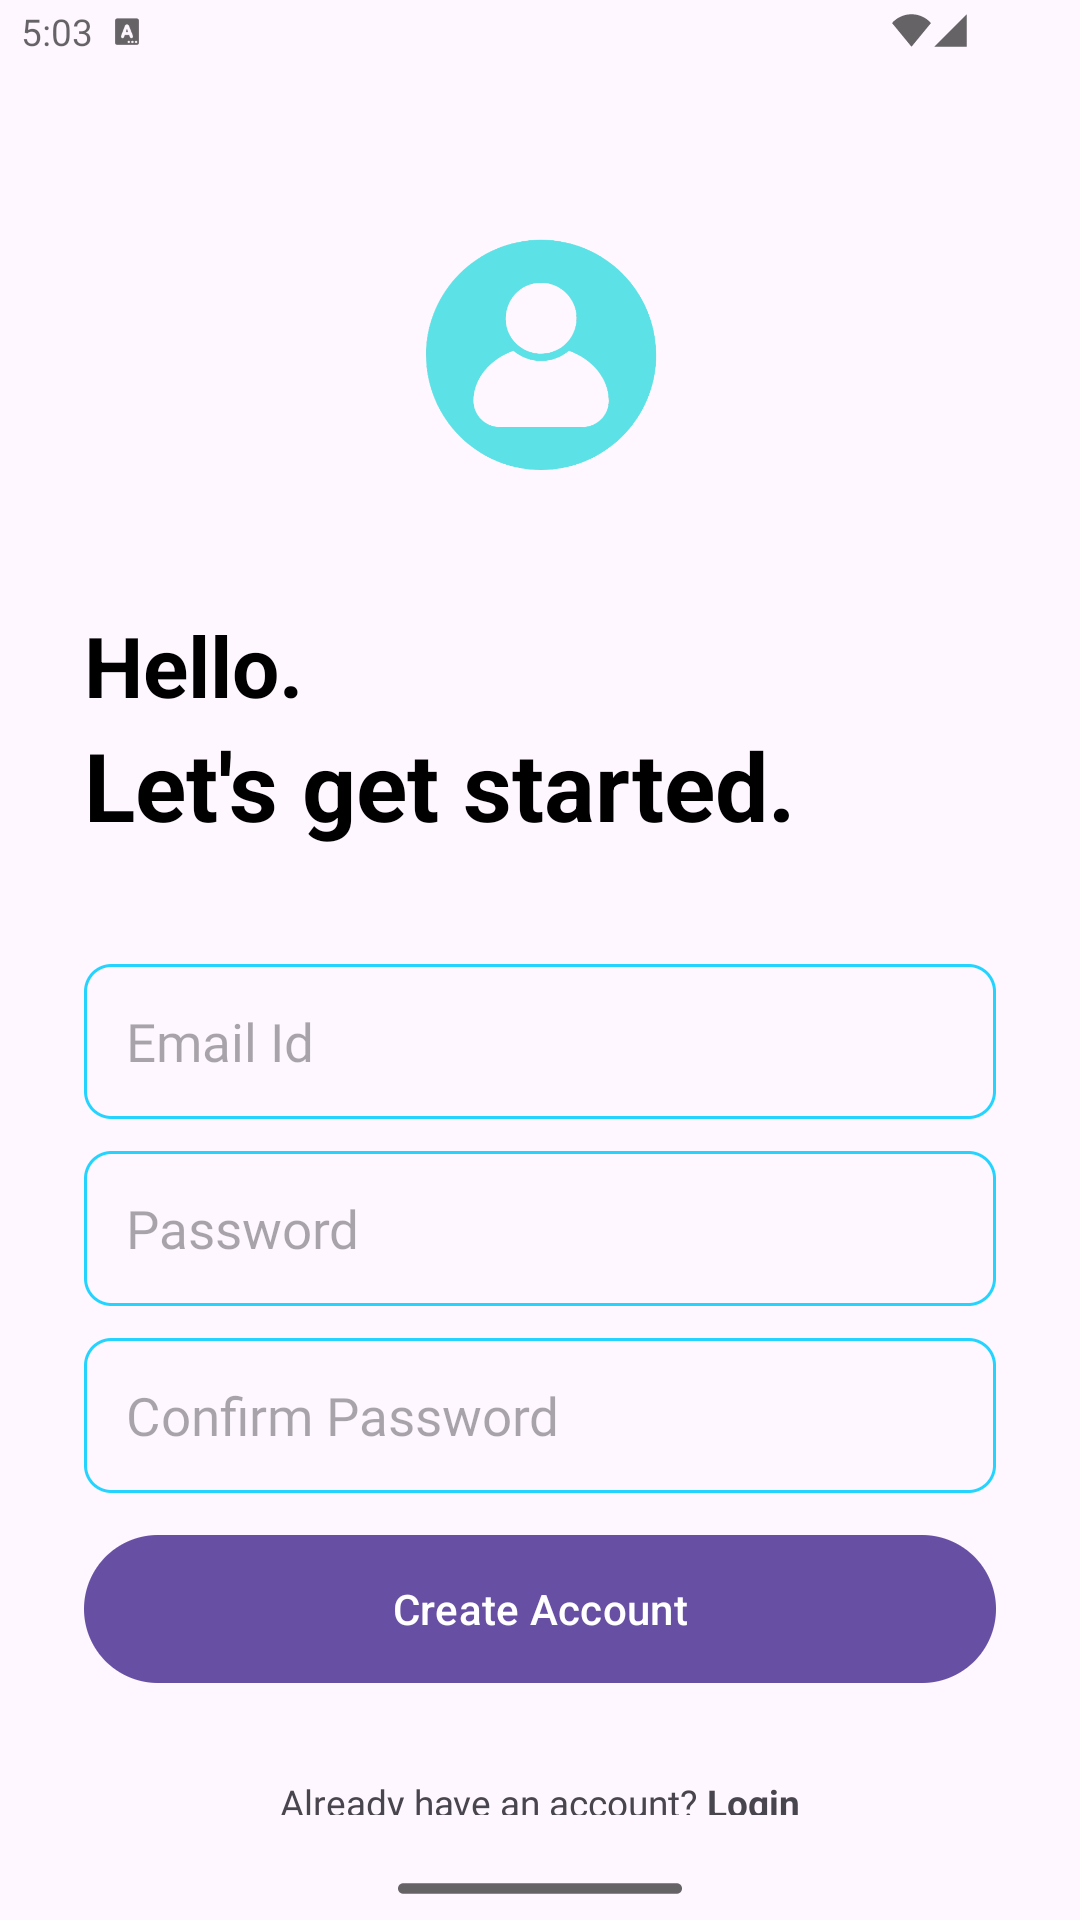 5:03
Hello.
Let's get started.
Email Id
Password
Confirm Password
Create Account
Already have an account? Login